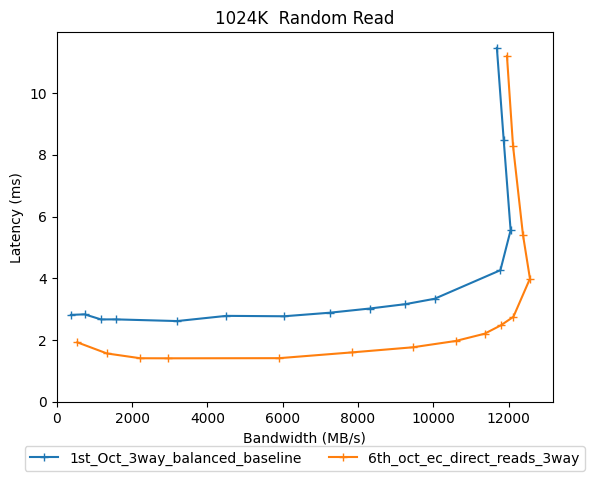 1024K  Random Read
Latency (ms)
10
8
6
4
2
0
0 2000 4000 6000 8000 10000 12000
Bandwidth (MB/s)
1st_Oct_3way_balanced_baseline 6th_oct_ec_direct_reads_3way